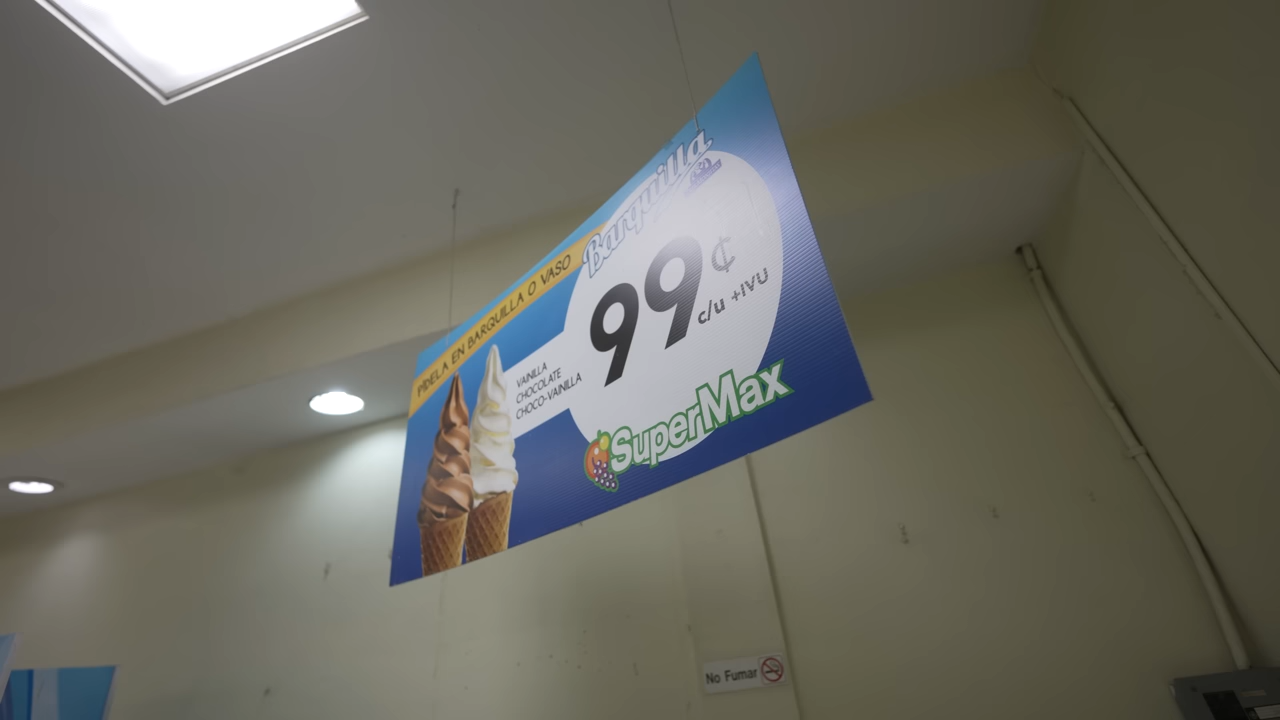 Barquilla
PÍDELA EN BARQUILLA O VASO
99¢
c/u +IVU
VAINILLA
CHOCOLATE
CHOCO-VAINILLA
SuperMax
No Fumar